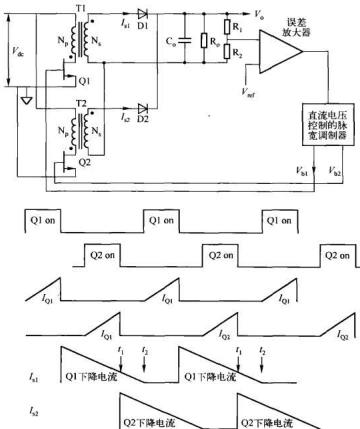 T1
I_s1
V_o
V_dc
N_p
N_s
D1
C_o
R_o
R_1
R_2
误差
放大器
V_ref
Q1
T2
I_s2
D2
N_p
N_s
Q2
直流电压
控制的脉
宽调制器
V_b1
V_b2
Q1 on
Q1 on
Q1 on
Q2 on
Q2 on
Q2 on
I_Q1
I_Q1
I_Q1
I_Q1
I_Q2
I_Q2
t_1
t_2
t_1
t_2
I_s1
Q1下降电流
Q1下降电流
I_s2
Q2下降电流
Q2下降电流